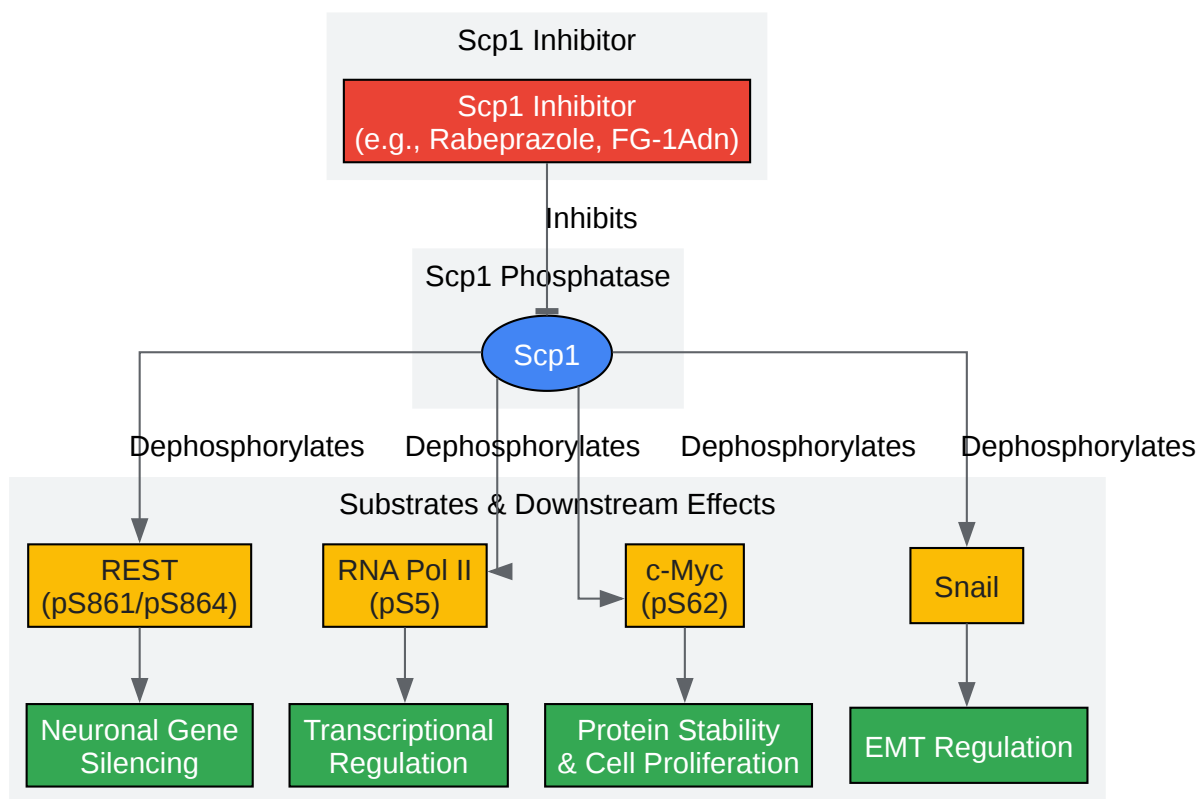 Scp1 Inhibitor
Scp1 Inhibitor
(e.g., Rabeprazole, FG-1Adn)
Inhibits
Scp1 Phosphatase
Scp1
Dephosphorylates
Dephosphorylates
Dephosphorylates
Dephosphorylates
Substrates & Downstream Effects
REST
(pS861/pS864)
RNA Pol II
(pS5)
c-Myc
(pS62)
Snail
Neuronal Gene
Silencing
Transcriptional
Regulation
Protein Stability
& Cell Proliferation
EMT Regulation